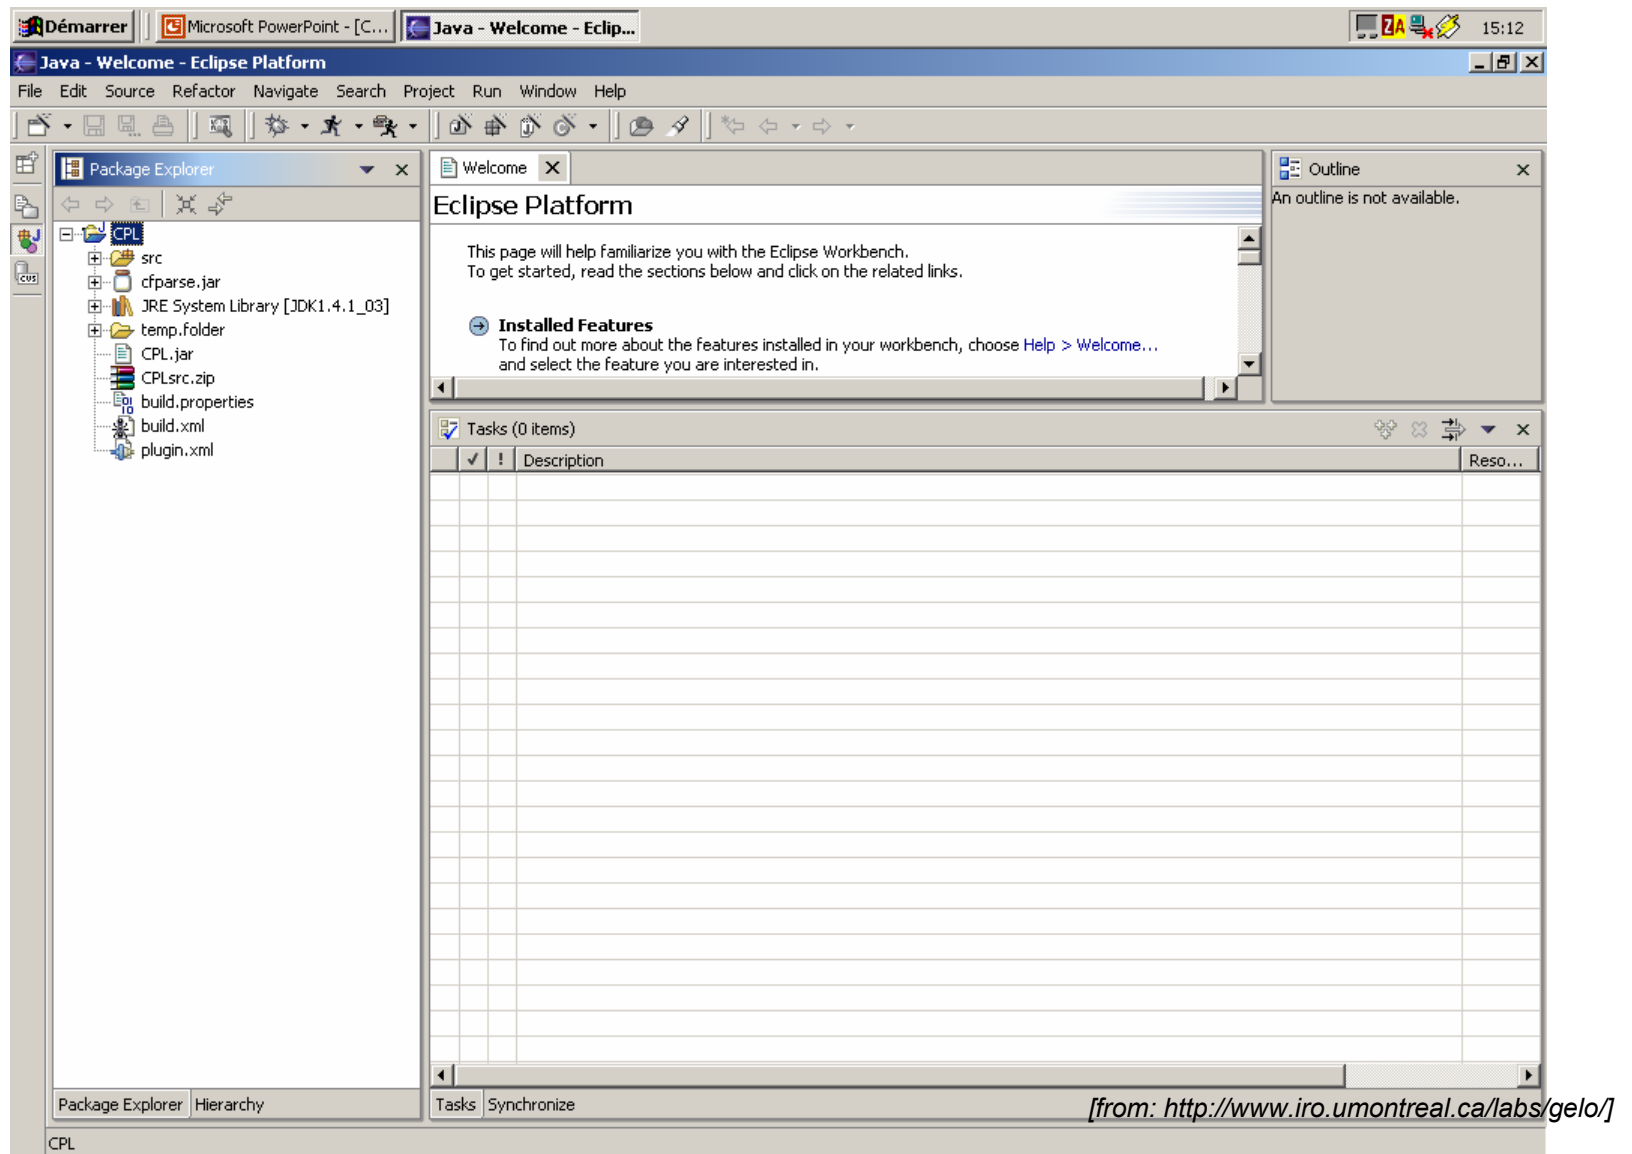 Démarrer Microsoft PowerPoint - [C... Java - Welcome - Eclip... ZA 15:12
Java - Welcome - Eclipse Platform
File Edit Source Refactor Navigate Search Project Run Window Help
Package Explorer
CPL
src
cfparse.jar
JRE System Library [JDK1.4.1_03]
temp.folder
CPL.jar
CPLsrc.zip
build.properties
build.xml
plugin.xml
Package Explorer Hierarchy
Welcome
Eclipse Platform
This page will help familiarize you with the Eclipse Workbench.
To get started, read the sections below and click on the related links.
Installed Features
To find out more about the features installed in your workbench, choose Help > Welcome...
and select the feature you are interested in.
Outline
An outline is not available.
Tasks (0 items)
! Description Reso...
Tasks Synchronize
[from: http://www.iro.umontreal.ca/labs/gelo/]
CPL